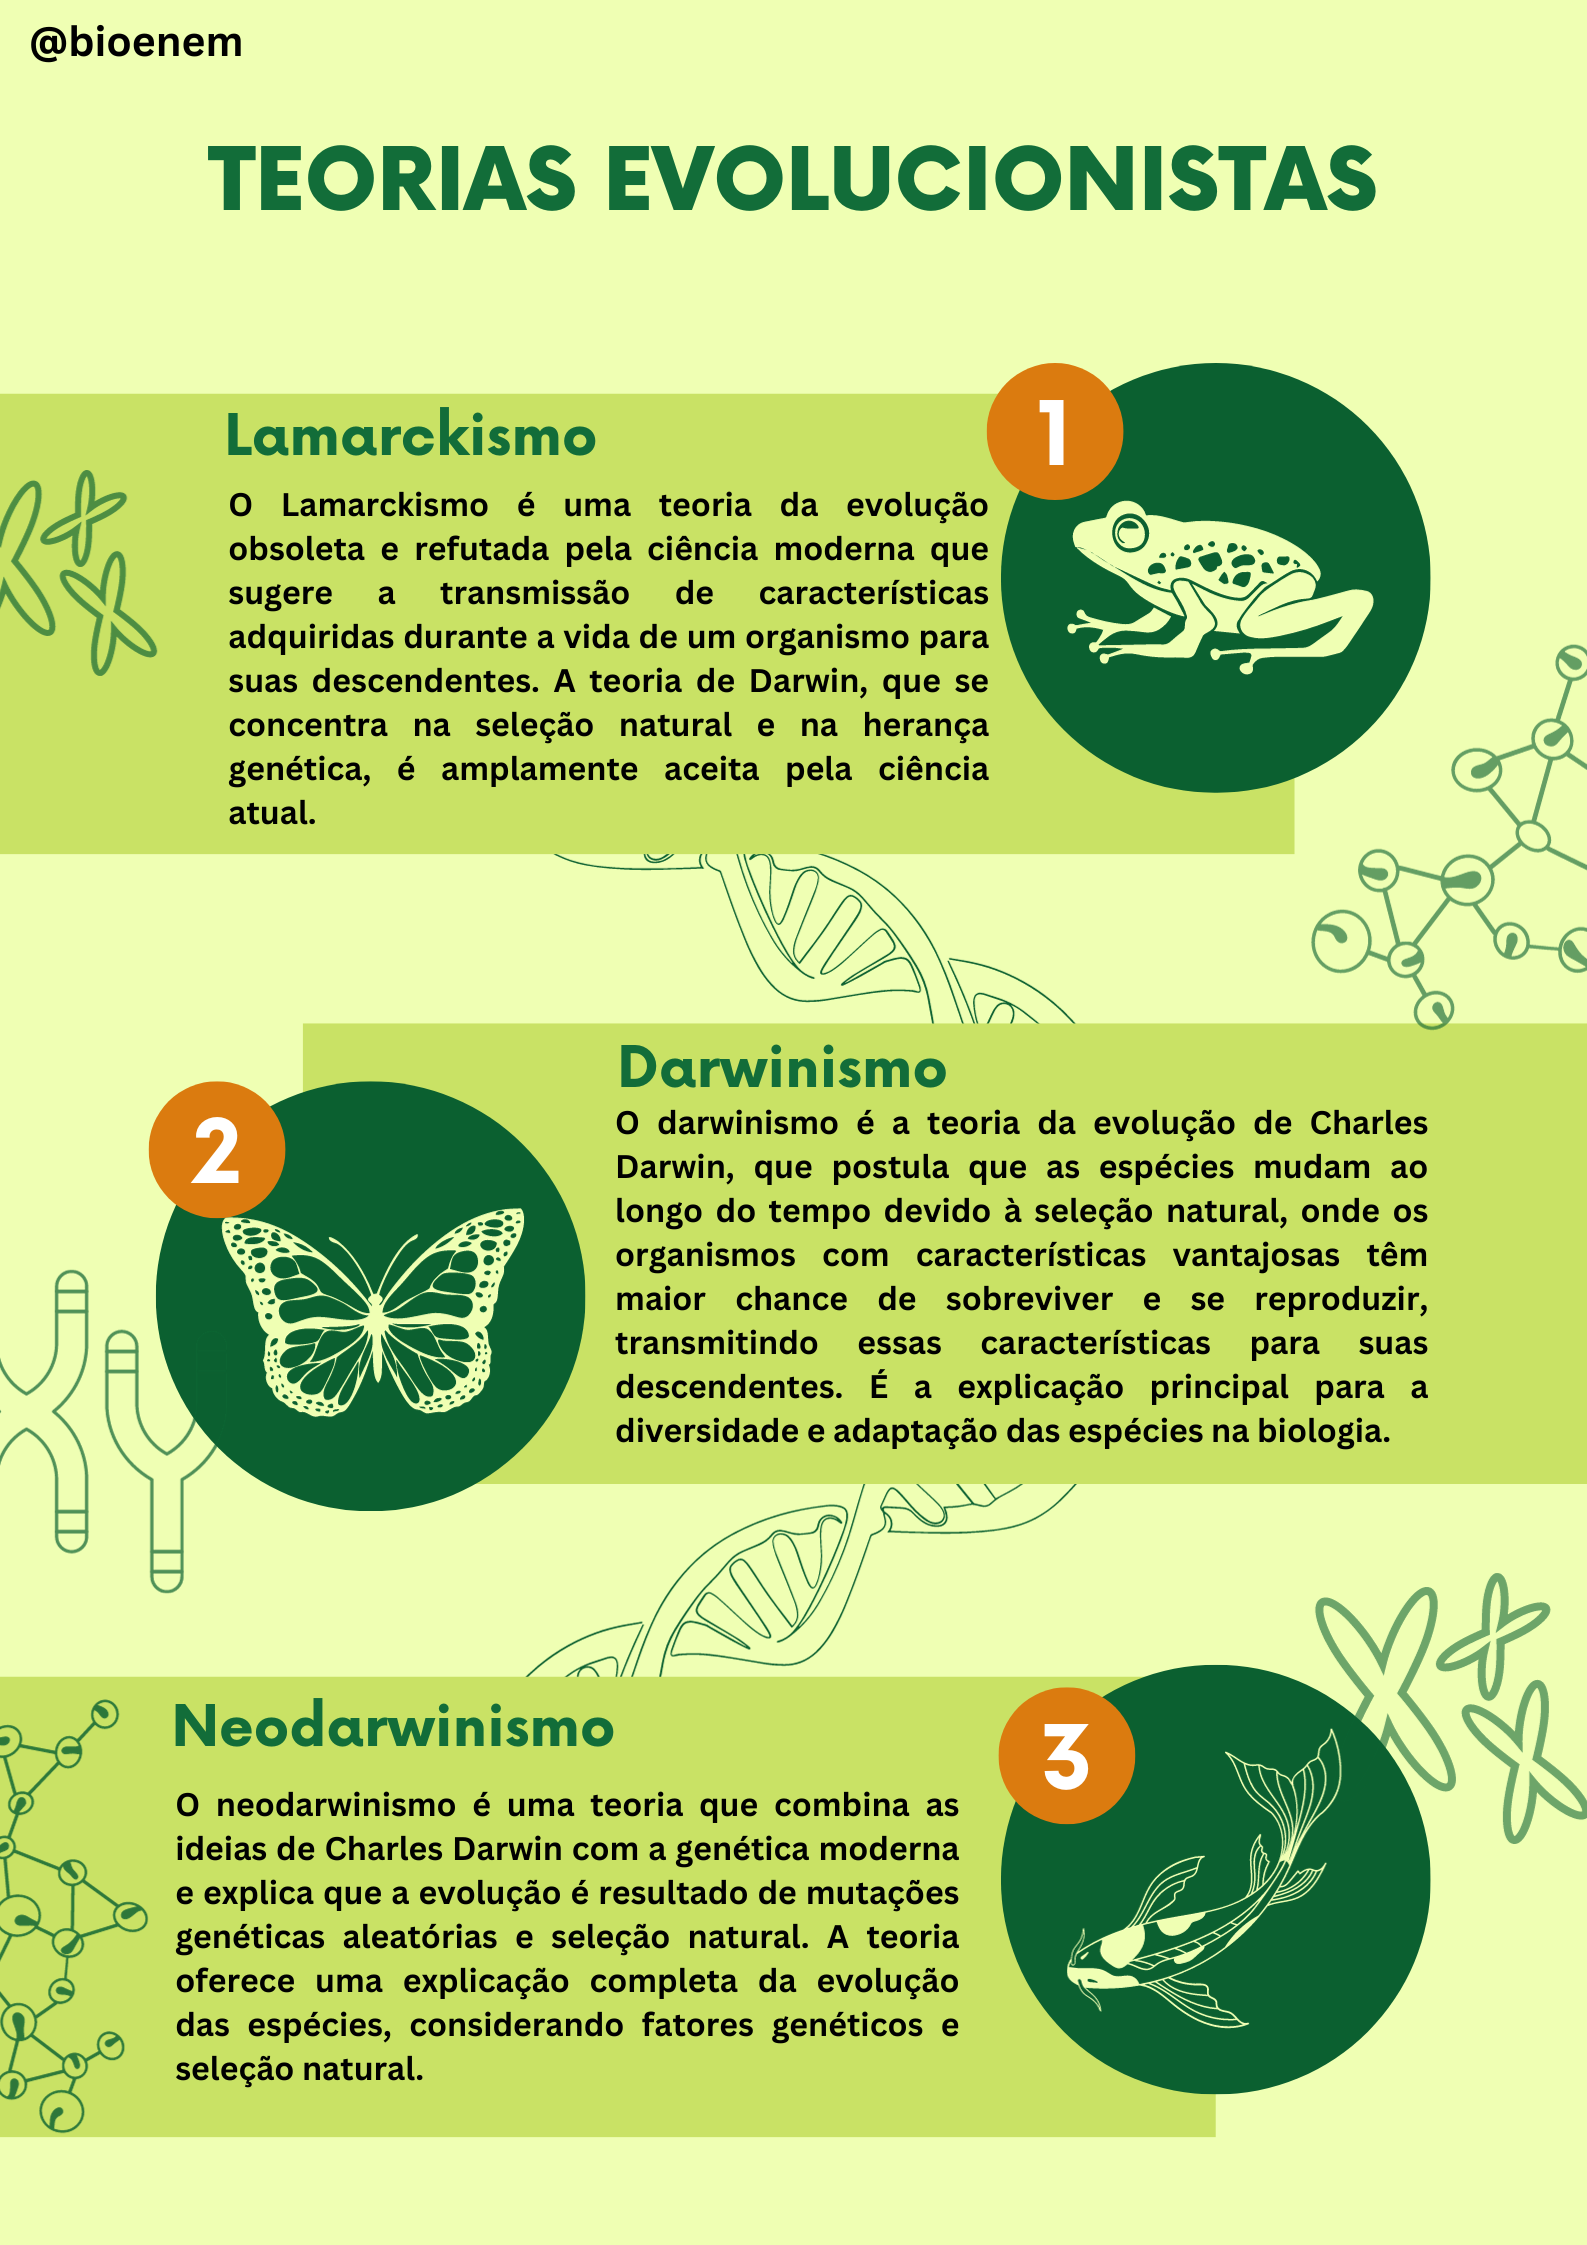 @bioenem
TEORIAS EVOLUCIONISTAS
1
Lamarckismo
O Lamarckismo é uma teoria da evolução
obsoleta e refutada pela ciência moderna que
sugere a transmissão de características
adquiridas durante a vida de um organismo para
suas descendentes. A teoria de Darwin, que se
concentra na seleção natural e na herança
genética, é amplamente aceita pela ciência
atual.
2
Darwinismo
O darwinismo é a teoria da evolução de Charles
Darwin, que postula que as espécies mudam ao
longo do tempo devido à seleção natural, onde os
organismos com características vantajosas têm
maior chance de sobreviver e se reproduzir,
transmitindo essas características para suas
descendentes. É a explicação principal para a
diversidade e adaptação das espécies na biologia.
3
Neodarwinismo
O neodarwinismo é uma teoria que combina as
ideias de Charles Darwin com a genética moderna
e explica que a evolução é resultado de mutações
genéticas aleatórias e seleção natural. A teoria
oferece uma explicação completa da evolução
das espécies, considerando fatores genéticos e
seleção natural.